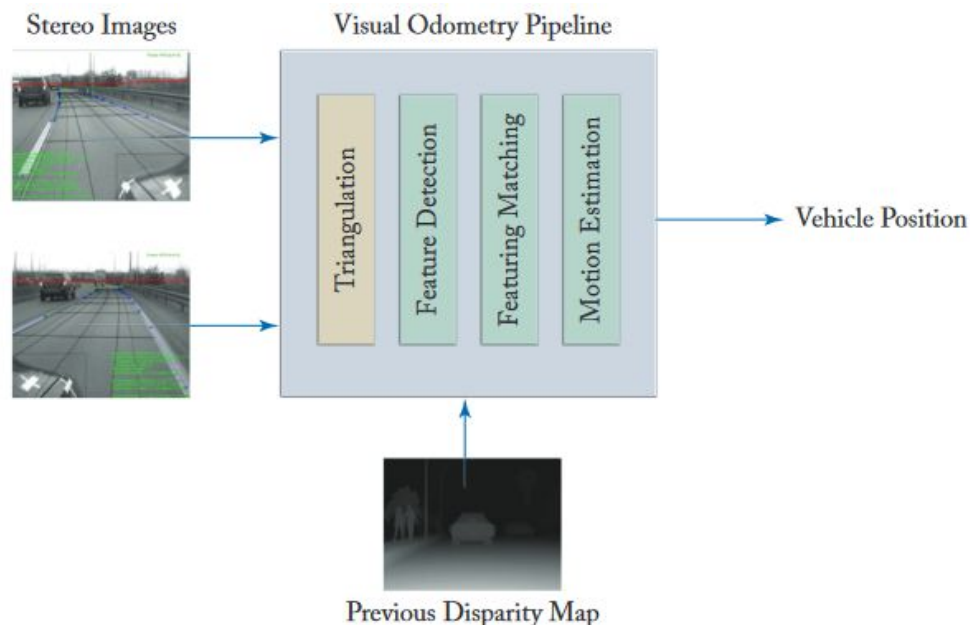 Stereo Images
Visual Odometry Pipeline
Triangulation
Feature Detection
Featuring Matching
Motion Estimation
Vehicle Position
Previous Disparity Map